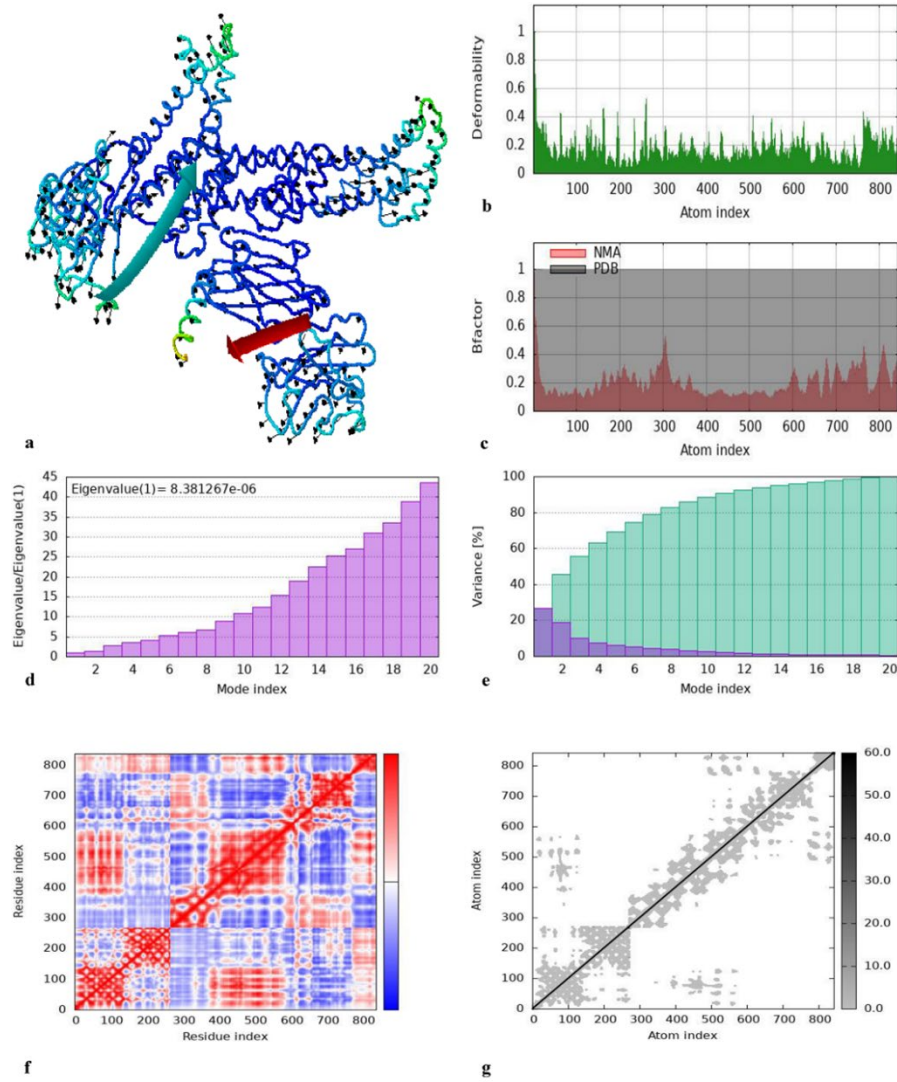 a
1
0.8
0.6
0.4
0.2
0
Deformability
100 200 300 400 500 600 700 800
Atom index
b
NMA
PDB
1
0.8
0.6
0.4
0.2
0
Bfactor
100 200 300 400 500 600 700 800
Atom index
c
Eigenvalue(1)= 8.381267e-06
45
40
35
30
25
20
15
10
5
0
Eigenvalue/Eigenvalue(1)
2 4 6 8 10 12 14 16 18 20
Mode index
d
100
80
60
40
20
0
Variance [%]
2 4 6 8 10 12 14 16 18 20
Mode index
e
800
700
600
500
400
300
200
100
0
Residue index
0 100 200 300 400 500 600 700 800
Residue index
f
800
700
600
500
400
300
200
100
0
Atom index
0 100 200 300 400 500 600 700 800
Atom index
60.0
50.0
40.0
30.0
20.0
10.0
0.0
g